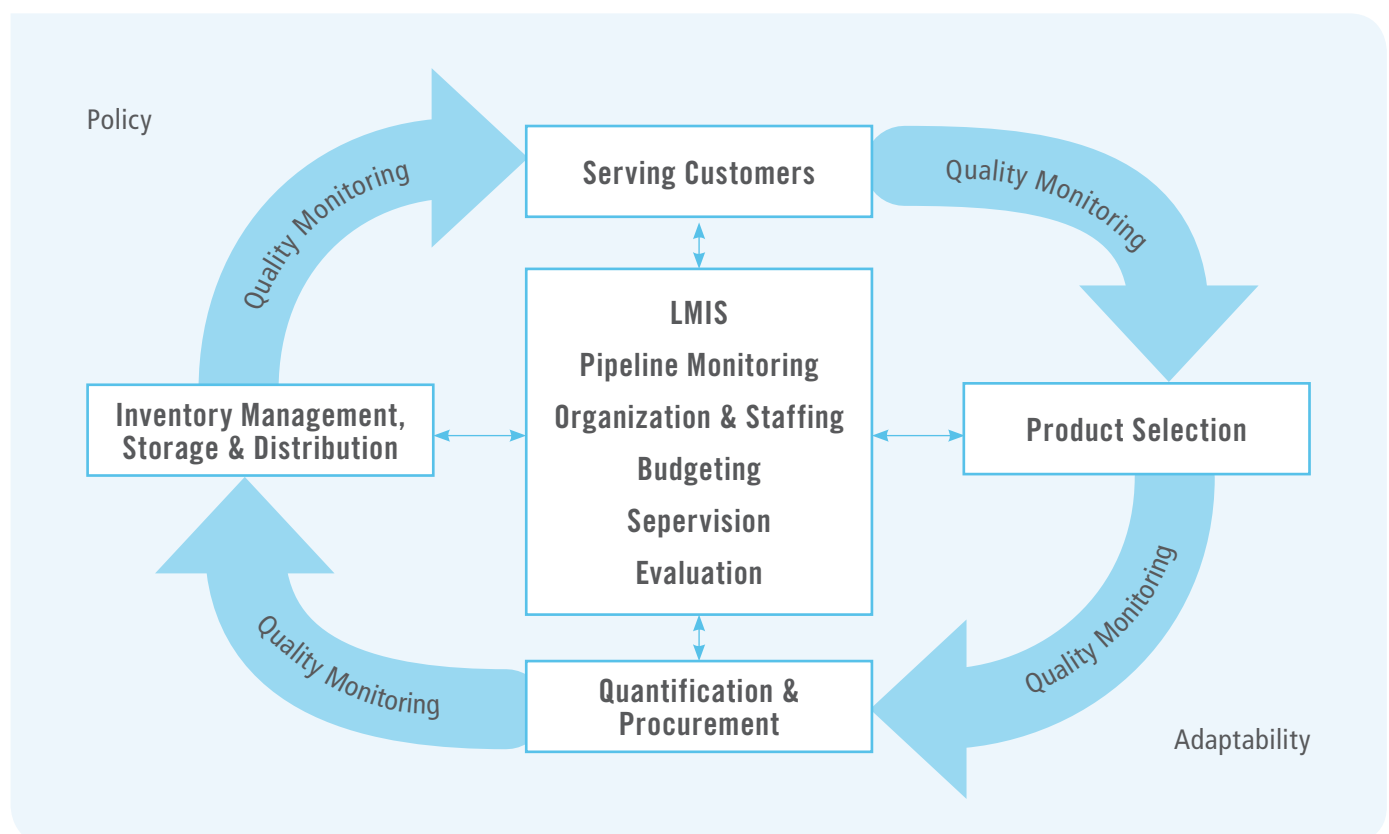 Policy
Quality Monitoring
Serving Customers
Quality Monitoring
LMIS
Pipeline Monitoring
Organization & Staffing
Budgeting
Sepervision
Evaluation
Inventory Management,
Storage & Distribution
Product Selection
Quality Monitoring
Quantification &
Procurement
Quality Monitoring
Adaptability